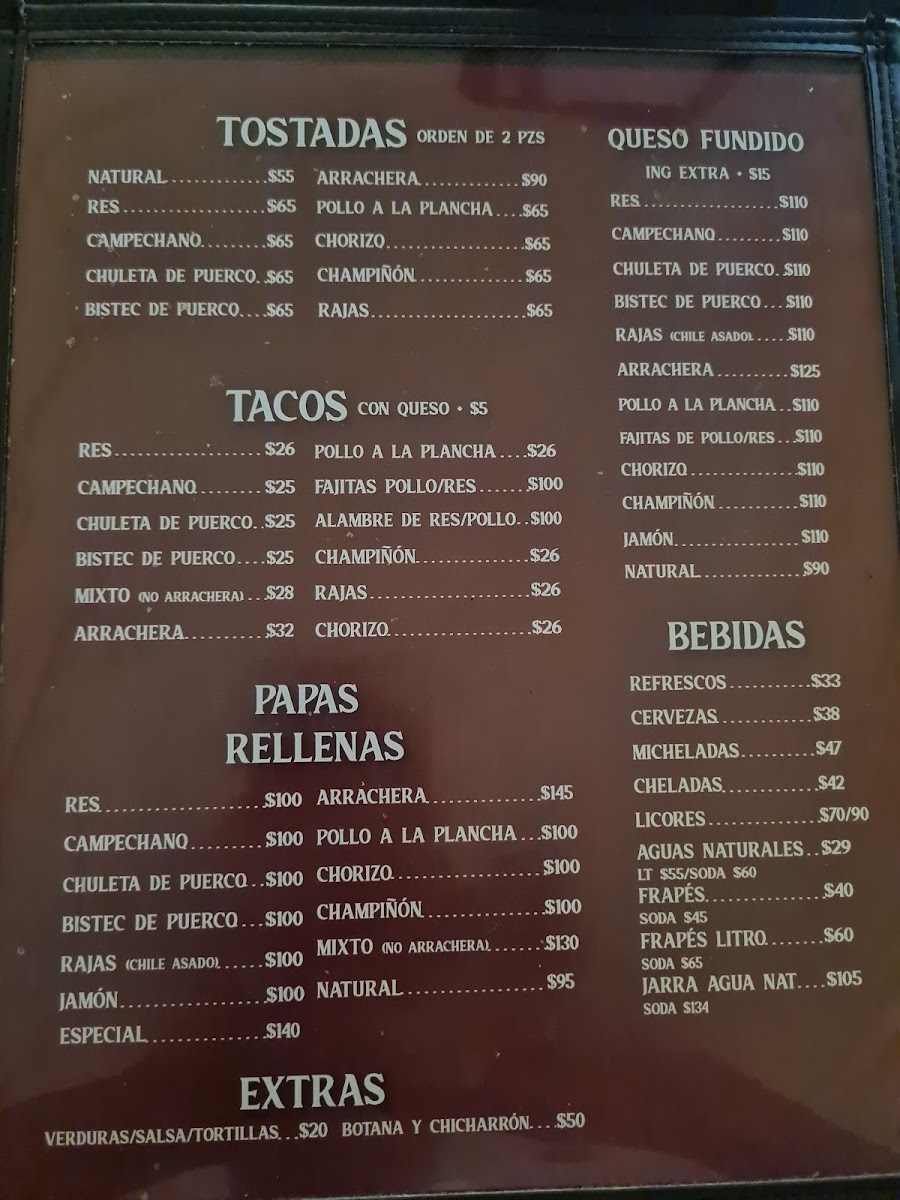 TOSTADAS ORDEN DE 2 PZS
NATURAL.............$55
RES...................$65
CAMPECHANO.........$65
CHULETA DE PUERCO..$65
BISTEC DE PUERCO....$65
ARRACHERA.............$90
POLLO A LA PLANCHA....$65
CHORIZO...................$65
CHAMPIÑÓN...............$65
RAJAS.....................$65
TACOS CON QUESO • $5
RES....................$26
CAMPECHANO.........$25
CHULETA DE PUERCO..$25
BISTEC DE PUERCO....$25
MIXTO (NO ARRACHERA)...$28
ARRACHERA...........$32
POLLO A LA PLANCHA....$26
FAJITAS POLLO/RES......$100
ALAMBRE DE RES/POLLO..$100
CHAMPIÑÓN...............$26
RAJAS.....................$26
CHORIZO..................$26
PAPAS
RELLENAS
RES.....................$100
CAMPECHANO..........$100
CHULETA DE PUERCO...$100
BISTEC DE PUERCO....$100
RAJAS (CHILE ASADO)......$100
JAMÓN..................$100
ESPECIAL...............$140
ARRACHERA..............$145
POLLO A LA PLANCHA...$100
CHORIZO...................$100
CHAMPIÑÓN...............$100
MIXTO (NO ARRACHERA).......$130
NATURAL..................$95
EXTRAS
VERDURAS/SALSA/TORTILLAS...$20 BOTANA Y CHICHARRÓN....$50
QUESO FUNDIDO
ING EXTRA • $15
RES....................$110
CAMPECHANO.........$110
CHULETA DE PUERCO..$110
BISTEC DE PUERCO...$110
RAJAS (CHILE ASADO).....$110
ARRACHERA..........$125
POLLO A LA PLANCHA..$110
FAJITAS DE POLLO/RES...$110
CHORIZO...............$110
CHAMPIÑÓN............$110
JAMÓN.................$110
NATURAL..............$90
BEBIDAS
REFRESCOS...........$33
CERVEZAS............$38
MICHELADAS.........$47
CHELADAS............$42
LICORES..............$70/90
AGUAS NATURALES..$29
LT $55/SODA $60
FRAPÉS...............$40
SODA $45
FRAPÉS LITRO.......$60
SODA $65
JARRA AGUA NAT....$105
SODA $134